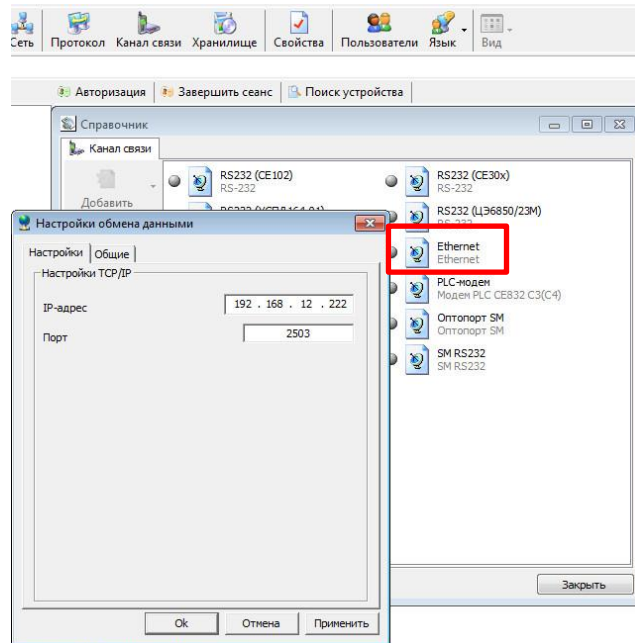 Сеть Протокол Канал связи Хранилище Свойства Пользователи Язык Вид
Авторизация Завершить сеанс Поиск устройства
Справочник
Канал связи
Добавить
RS232 (CE102)
RS-232
RS232 (CE30x)
RS-232
RS232 (ЦЭ6850/23М)
RS-232
Ethernet
Ethernet
PLC-модем
Модем PLC CE832 C3(C4)
Оптопорт SM
Оптопорт SM
SM RS232
SM RS232
Закрыть
Настройки обмена данными
Настройки Общие
Настройки TCP/IP
IP-адрес 192 . 168 . 12 . 222
Порт 2503
Ok Отмена Применить